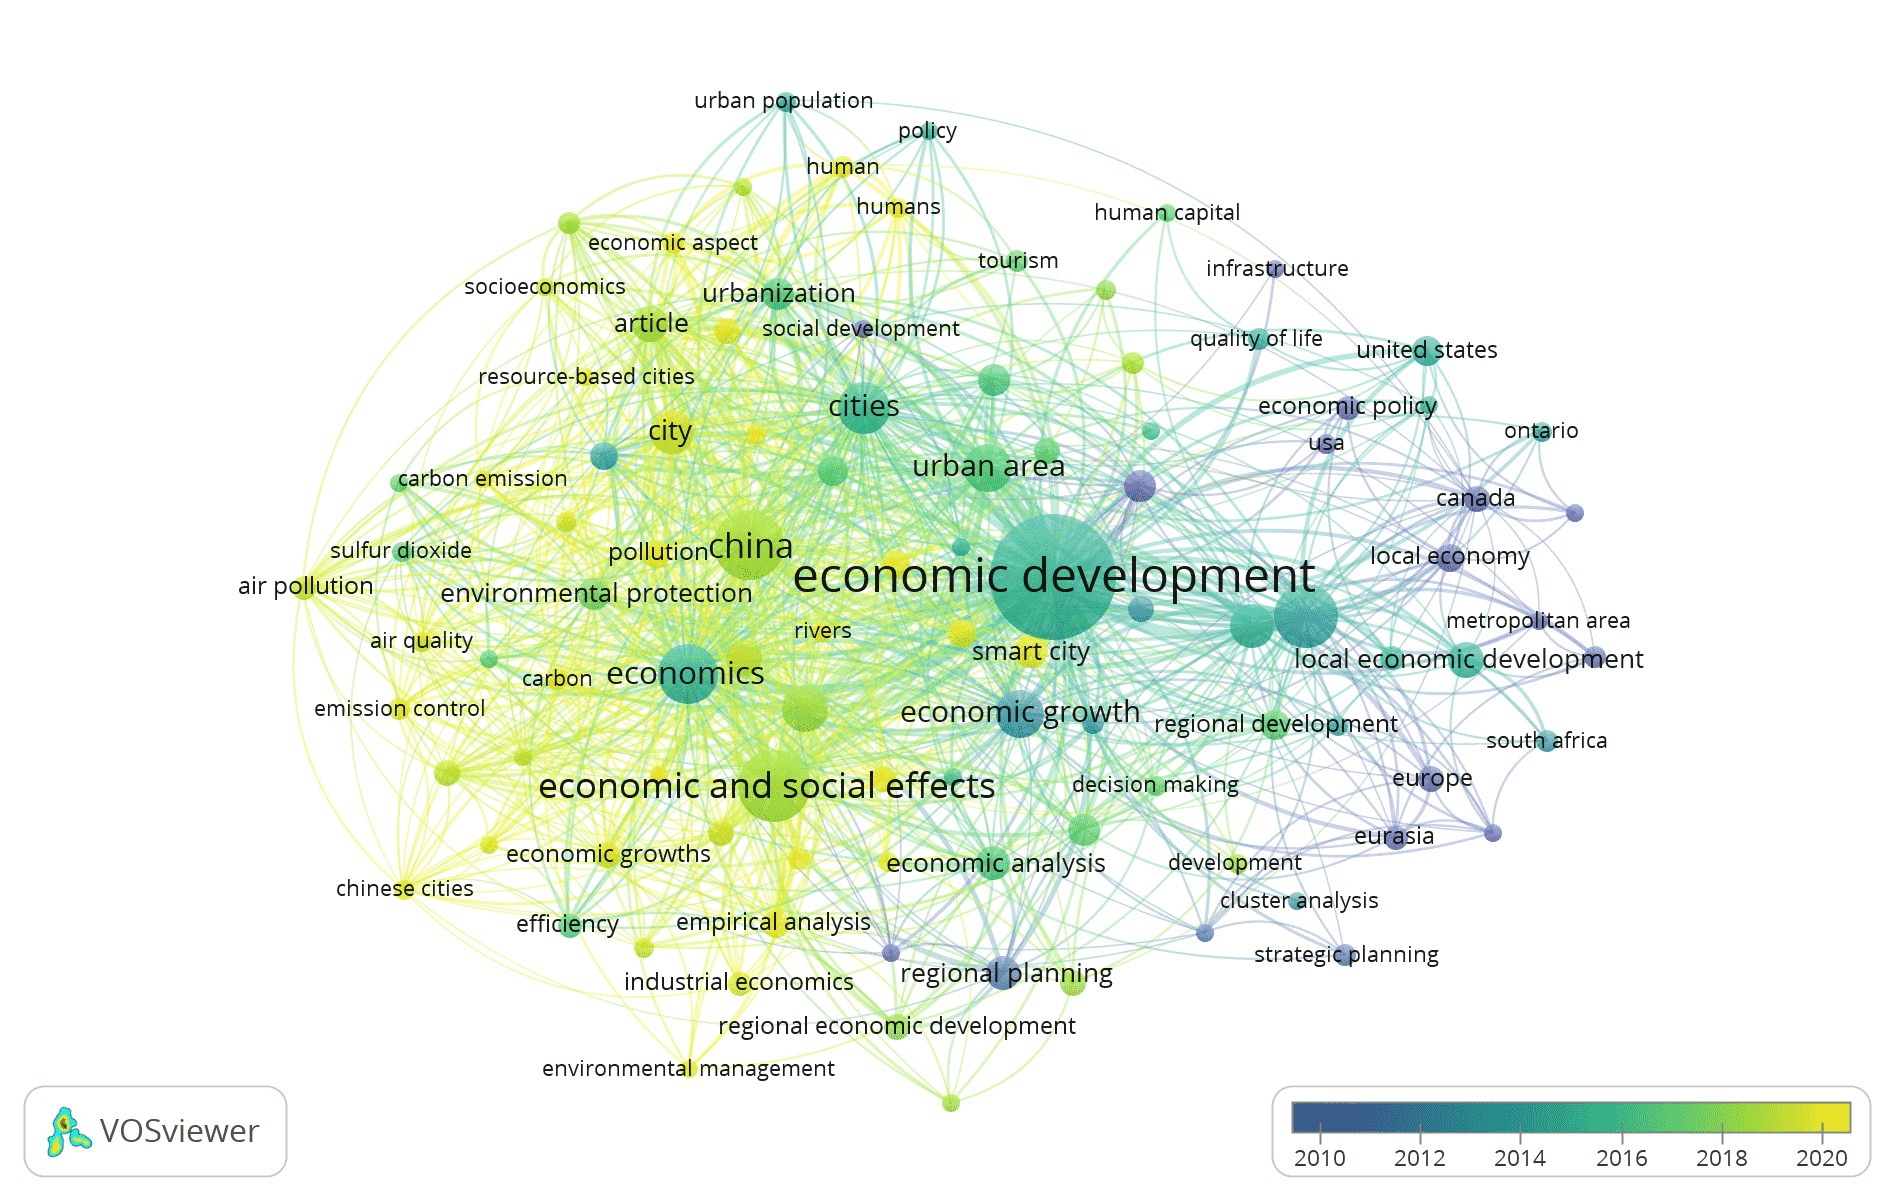 urban population
policy
human
humans
human capital
economic aspect
tourism
infrastructure
socioeconomics
urbanization
article
social development
quality of life
united states
resource-based cities
cities
economic policy
city
ontario
usa
urban area
carbon emission
canada
sulfur dioxide
pollution
china
local economy
air pollution
economic development
environmental protection
metropolitan area
rivers
air quality
smart city
local economic development
carbon
economics
emission control
economic growth
regional development
south africa
economic and social effects
decision making
europe
eurasia
economic growths
economic analysis
development
chinese cities
cluster analysis
efficiency
empirical analysis
strategic planning
regional planning
industrial economics
regional economic development
environmental management
VOSviewer
2010 2012 2014 2016 2018 2020